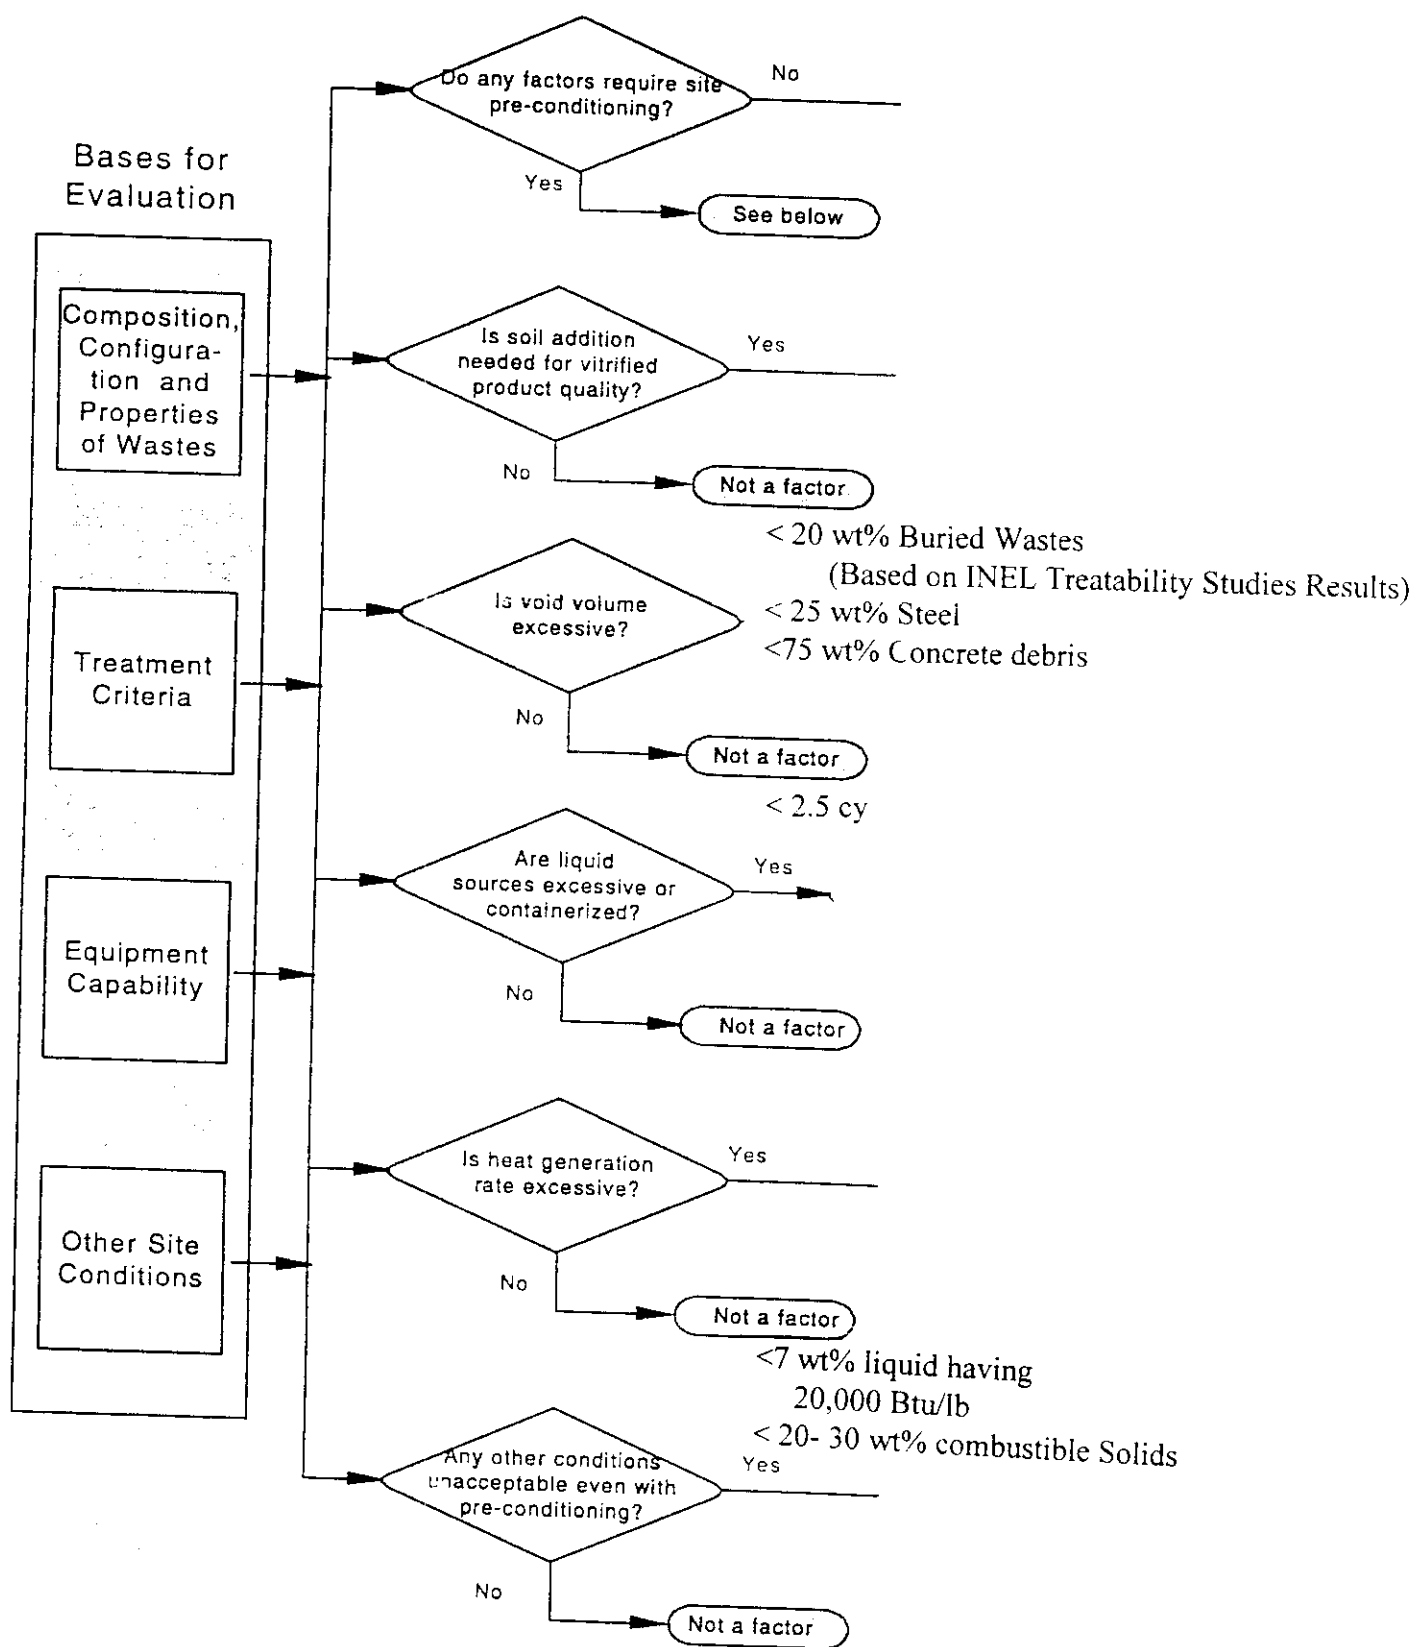 Bases for
Evaluation
Composition,
Configura-
tion and
Properties
of Wastes
Treatment
Criteria
Equipment
Capability
Other Site
Conditions
Do any factors require site
pre-conditioning?
No
Yes
See below
Is soil addition
needed for vitrified
product quality?
Yes
No
Not a factor
< 20 wt% Buried Wastes
(Based on INEL Treatability Studies Results)
< 25 wt% Steel
<75 wt% Concrete debris
Is void volume
excessive?
No
Not a factor
< 2.5 cy
Are liquid
sources excessive or
containerized?
Yes
No
Not a factor
Is heat generation
rate excessive?
Yes
No
Not a factor
<7 wt% liquid having
20,000 Btu/lb
< 20- 30 wt% combustible Solids
Any other conditions
unacceptable even with
pre-conditioning?
Yes
No
Not a factor